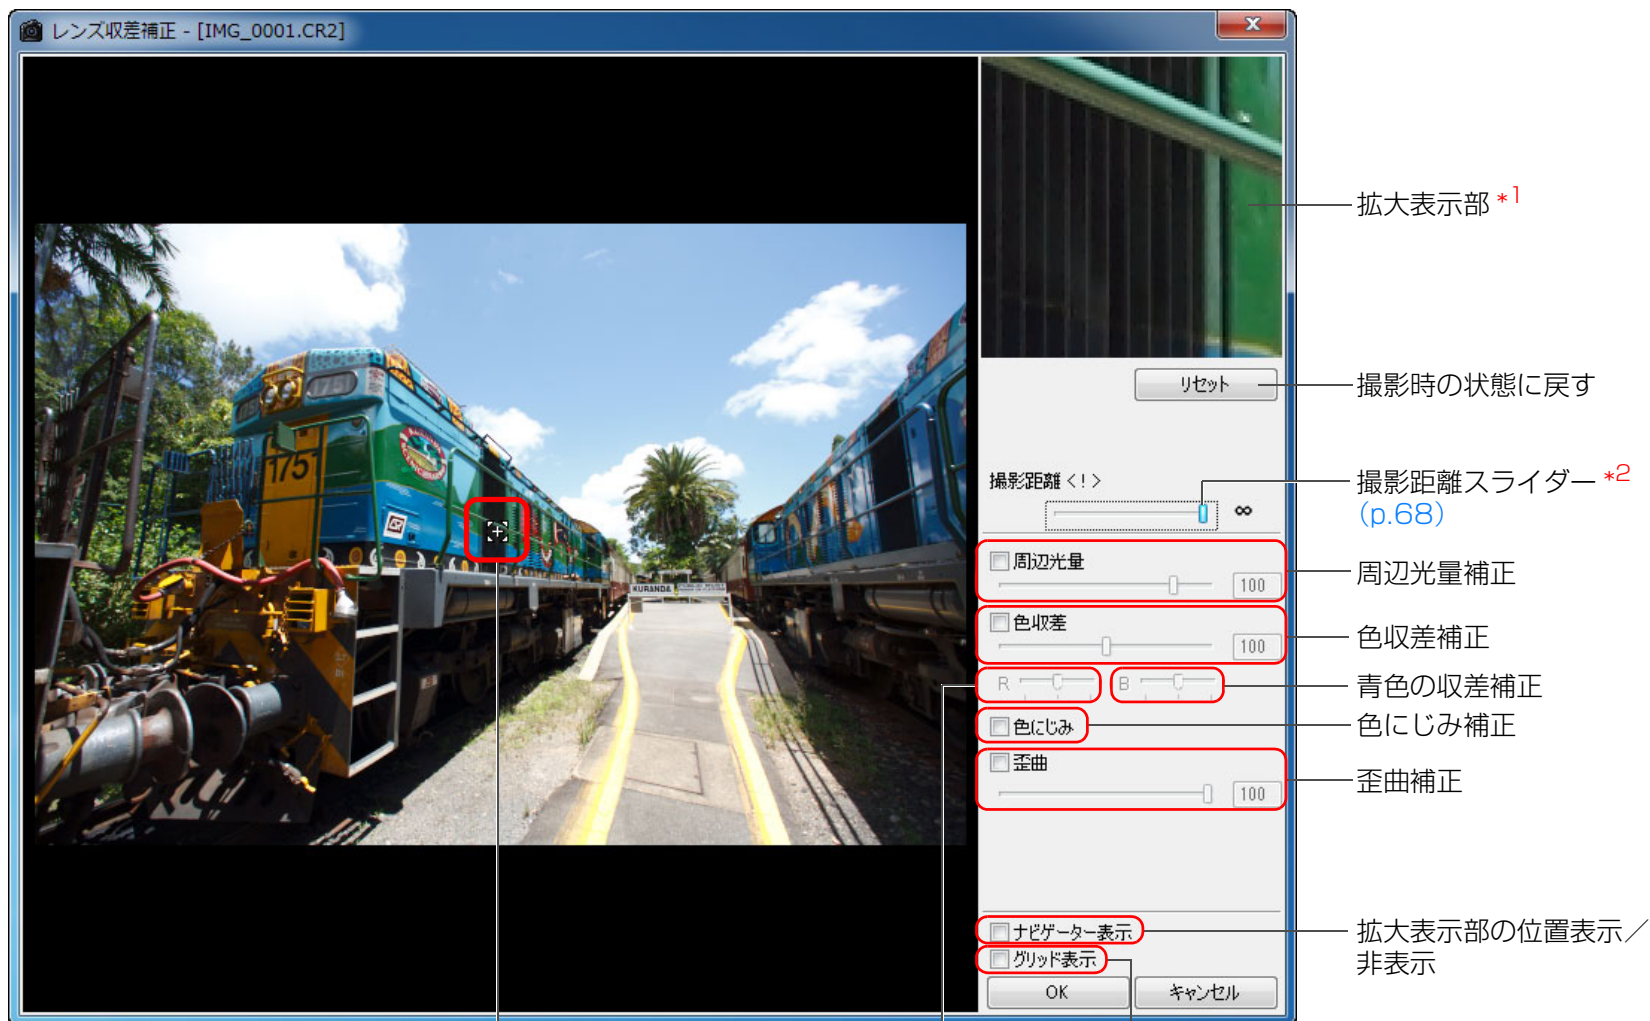 レンズ収差補正 - [IMG_0001.CR2]
拡大表示部 *1
リセット
撮影時の状態に戻す
撮影距離 <!>
∞
撮影距離スライダー *2
(p.68)
周辺光量
100
周辺光量補正
色収差
100
色収差補正
R
B
青色の収差補正
色にじみ
色にじみ補正
歪曲
100
歪曲補正
ナビゲーター表示
拡大表示部の位置表示／
非表示
グリッド表示
OK
キャンセル
1751
175
KURANDA